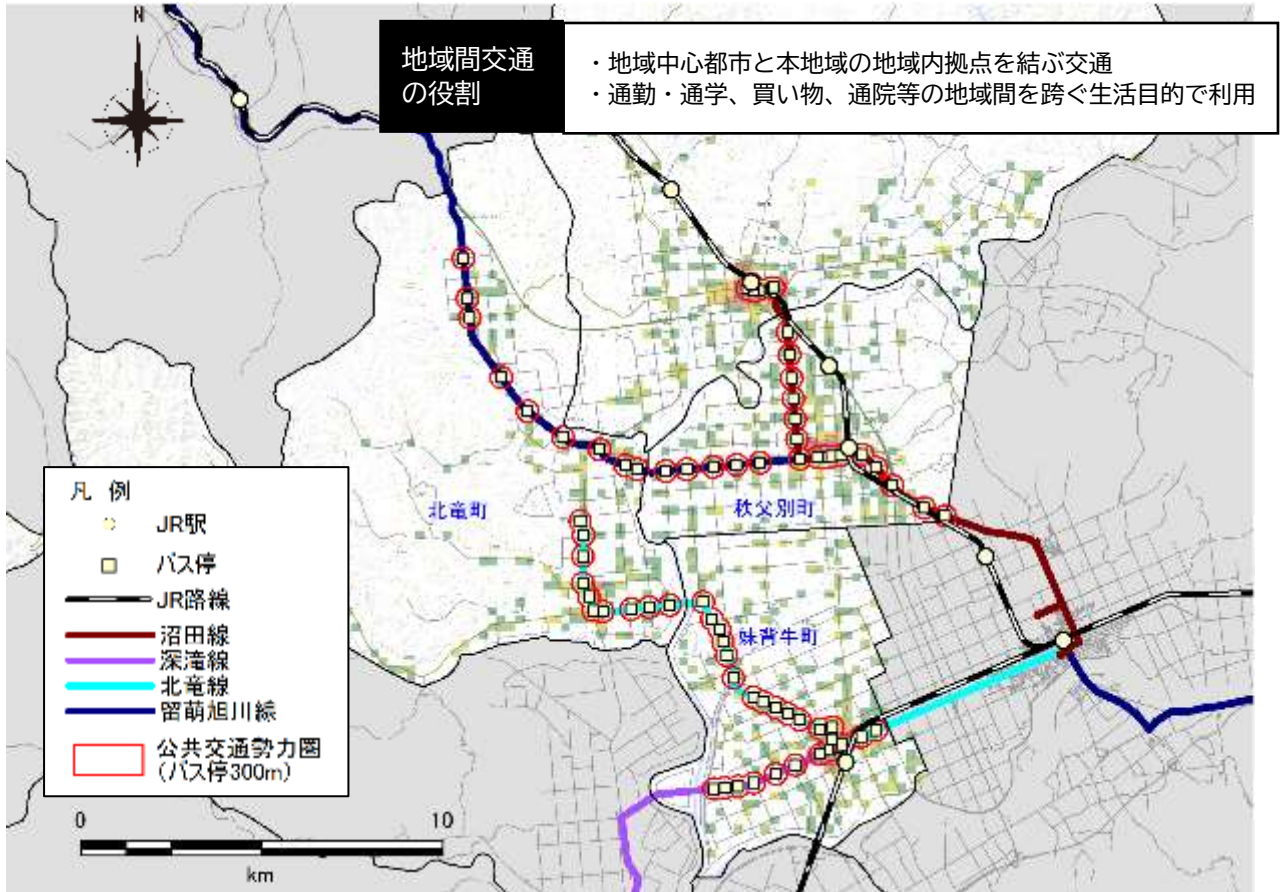 N
地域間交通
の役割
・地域中心都市と本地域の地域内拠点を結ぶ交通
・通勤・通学、買い物、通院等の地域間を跨ぐ生活目的で利用
北竜町
秩父別町
妹背牛町
凡 例
JR駅
バス停
JR路線
沼田線
深滝線
北竜線
留萌旭川線
公共交通勢力圏
(バス停300m)
0 10
km